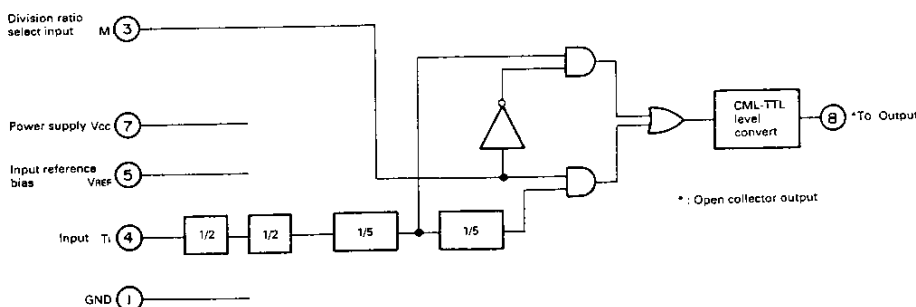 Division ratio
select input M 3
Power supply Vcc 7
Input reference
bias VREF 5
Input Ti 4
1/2
1/2
1/5
1/5
GND 1
CML-TTL
level
convert
8 *To Output
* : Open collector output